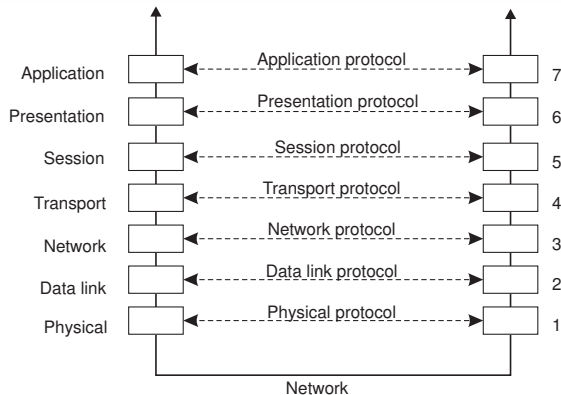 Application Application protocol 7
Presentation Presentation protocol 6
Session Session protocol 5
Transport Transport protocol 4
Network Network protocol 3
Data link Data link protocol 2
Physical Physical protocol 1
Network